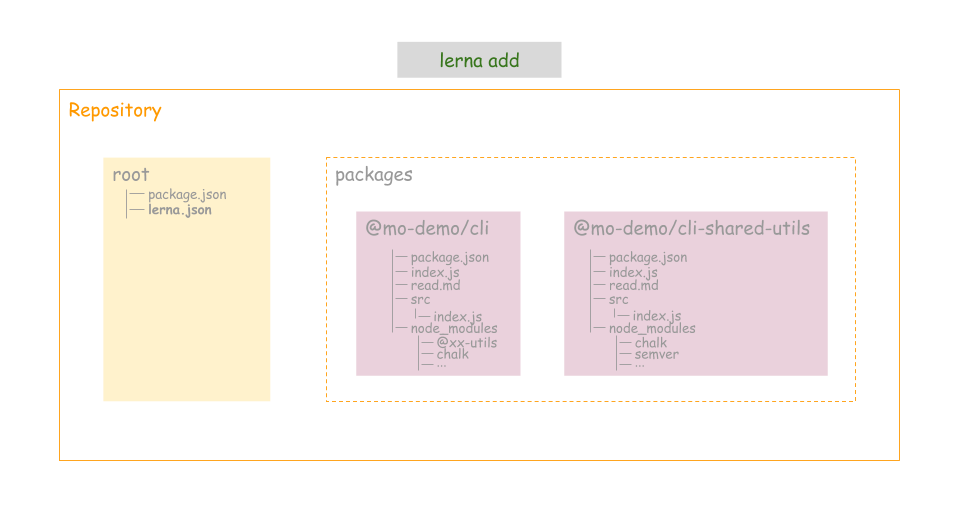 lerna add
Repository
root
package.json
lerna.json
packages
@mo-demo/cli
package.json
index.js
read.md
src
index.js
node_modules
@xx-utils
chalk
...
@mo-demo/cli-shared-utils
package.json
index.js
read.md
src
index.js
node_modules
chalk
semver
...